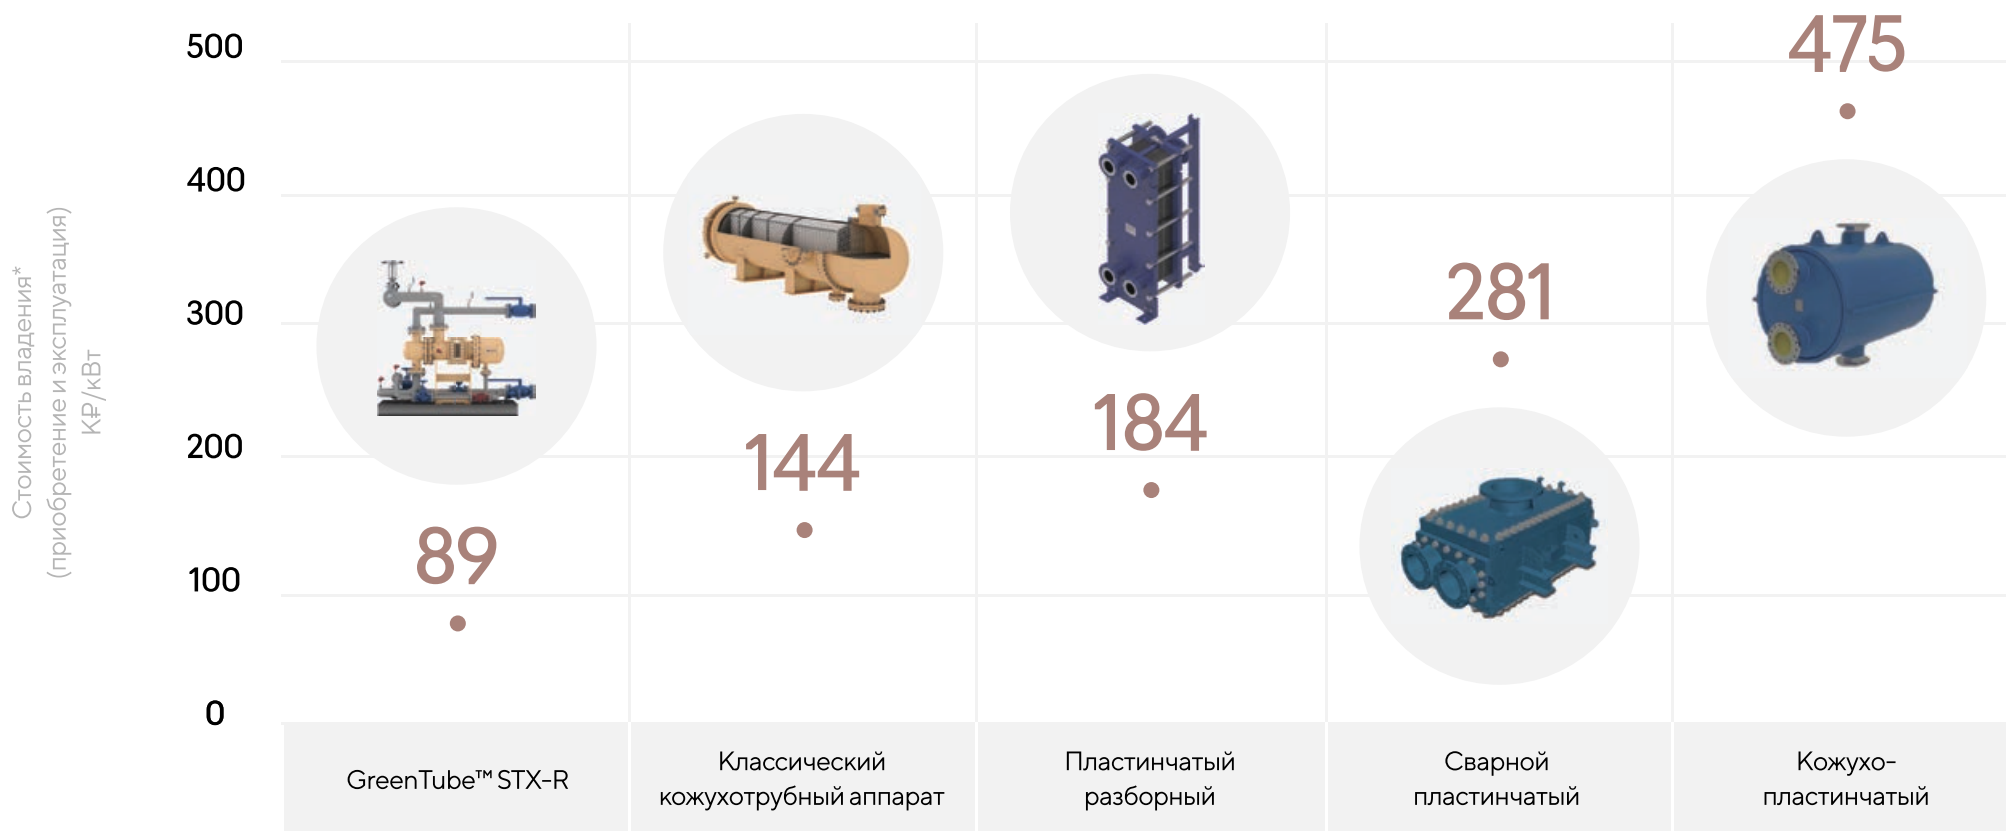 475
500
400
300
200
100
0
281
184
144
89
Стоимость владения*
(приобретение и эксплуатация)
К₽/кВт
GreenTube™ STX-R
Классический
кожухотрубный аппарат
Пластинчатый
разборный
Сварной
пластинчатый
Кожухо-
пластинчатый